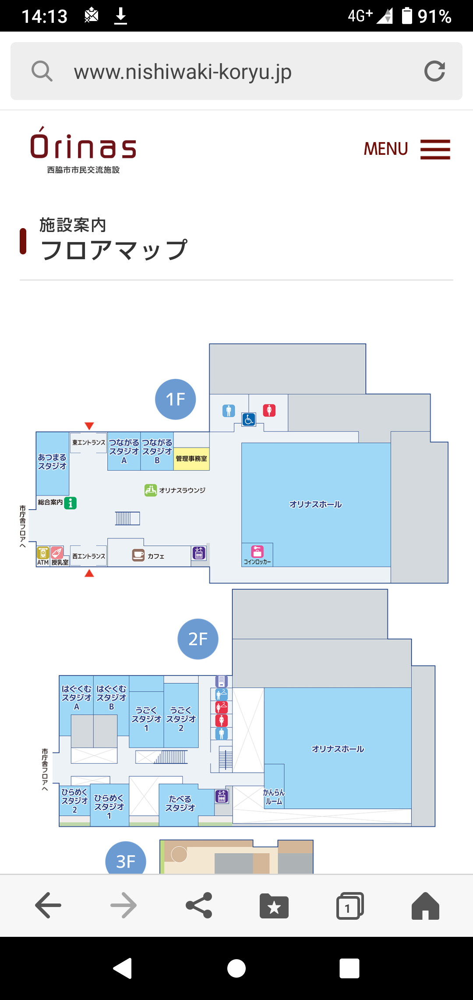 14:13
4G+ 91%
www.nishiwaki-koryu.jp
Órinas
西脇市市民交流施設
MENU
施設案内
フロアマップ
1F
東エントランス
あつまる
スタジオ
つながる
スタジオ
A
つながる
スタジオ
B
管理事務室
オリナスラウンジ
総合案内
i
オリナスホール
市庁舎フロアへ
ATM
授乳室
西エントランス
カフェ
コインロッカー
2F
はぐくむ
スタジオ
A
はぐくむ
スタジオ
B
うごく
スタジオ
1
うごく
スタジオ
2
オリナスホール
市庁舎フロアへ
ひらめく
スタジオ
2
ひらめく
スタジオ
1
たべる
スタジオ
かんらん
ルーム
3F
1